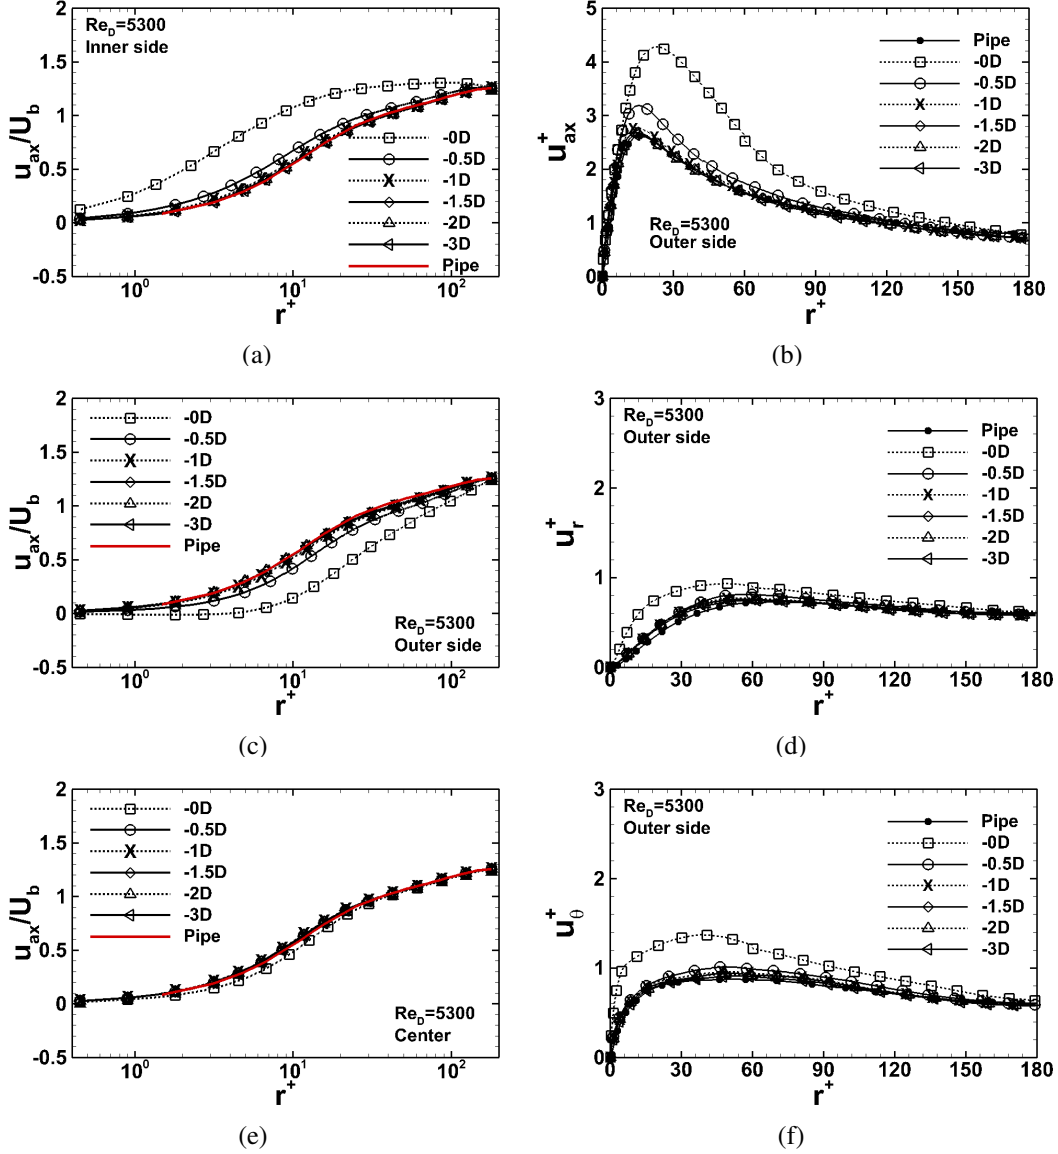 Re_D=5300
Inner side
u_ax/U_b
2
1.5
1
0.5
0
-0.5
-0D
-0.5D
-1D
-1.5D
-2D
-3D
Pipe
10^0 10^1 10^2
r^+
(a)
u_ax^+
5
4
3
2
1
0
Pipe
-0D
-0.5D
-1D
-1.5D
-2D
-3D
Re_D=5300
Outer side
0 30 60 90 120 150 180
r^+
(b)
u_ax/U_b
2
1.5
1
0.5
0
-0.5
-0D
-0.5D
-1D
-1.5D
-2D
-3D
Pipe
Re_D=5300
Outer side
10^0 10^1 10^2
r^+
(c)
Re_D=5300
Outer side
u_r^+
3
2
1
0
Pipe
-0D
-0.5D
-1D
-1.5D
-2D
-3D
0 30 60 90 120 150 180
r^+
(d)
u_ax/U_b
2
1.5
1
0.5
0
-0.5
-0D
-0.5D
-1D
-1.5D
-2D
-3D
Pipe
Re_D=5300
Center
10^0 10^1 10^2
r^+
(e)
Re_D=5300
Outer side
u_θ^+
3
2
1
0
Pipe
-0D
-0.5D
-1D
-1.5D
-2D
-3D
0 30 60 90 120 150 180
r^+
(f)